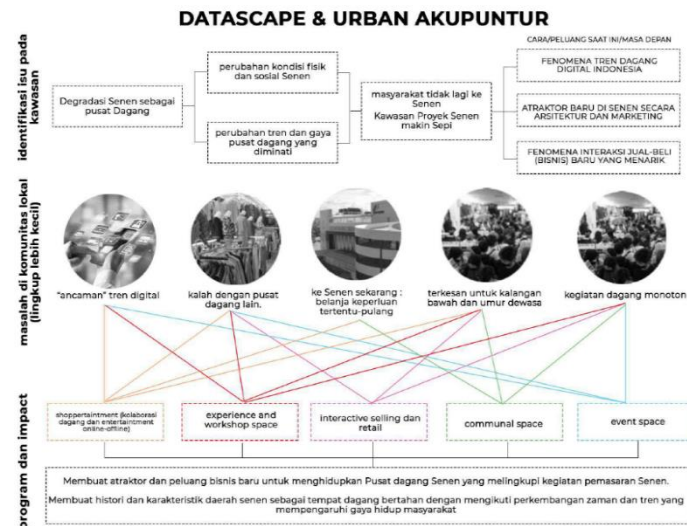 DATASCAPE & URBAN AKUPUNTUR
identifikasi isu pada
kawasan
Degradasi Senen sebagai
pusat Dagang
perubahan kondisi fisik
dan sosial Senen
perubahan tren dan gaya
pusat dagang yang
diminati
masyarakat tidak lagi ke
Senen
Kawasan Proyek Senen
makin Sepi
CARA/PELUANG SAAT INI/MASA DEPAN
FENOMENA TREN DAGANG
DIGITAL INDONESIA
ATRAKTOR BARU DI SENEN SECARA
ARSITEKTUR DAN MARKETING
FENOMENA INTERAKSI JUAL-BELI
(BISNIS) BARU YANG MENARIK
masalah di komunitas lokal
(lingkup lebih kecil)
"ancaman" tren digital
kalah dengan pusat
dagang lain.
ke Senen sekarang :
belanja keperluan
tertentu-pulang
terkesan untuk kalangan
bawah dan umur dewasa
kegiatan dagang monoton
program dan impact
shoppertaintment (kolaborasi
dagang dan entertaintment
online-offline)
experience and
workshop space
interactive selling dan
retail
communal space
event space
Membuat atraktor dan peluang bisnis baru untuk menghidupkan Pusat dagang Senen yang melingkupi kegiatan pemasaran Senen.
Membuat histori dan karakteristik daerah senen sebagai tempat dagang bertahan dengan mengikuti perkembangan zaman dan tren yang
mempengaruhi gaya hidup masyarakat